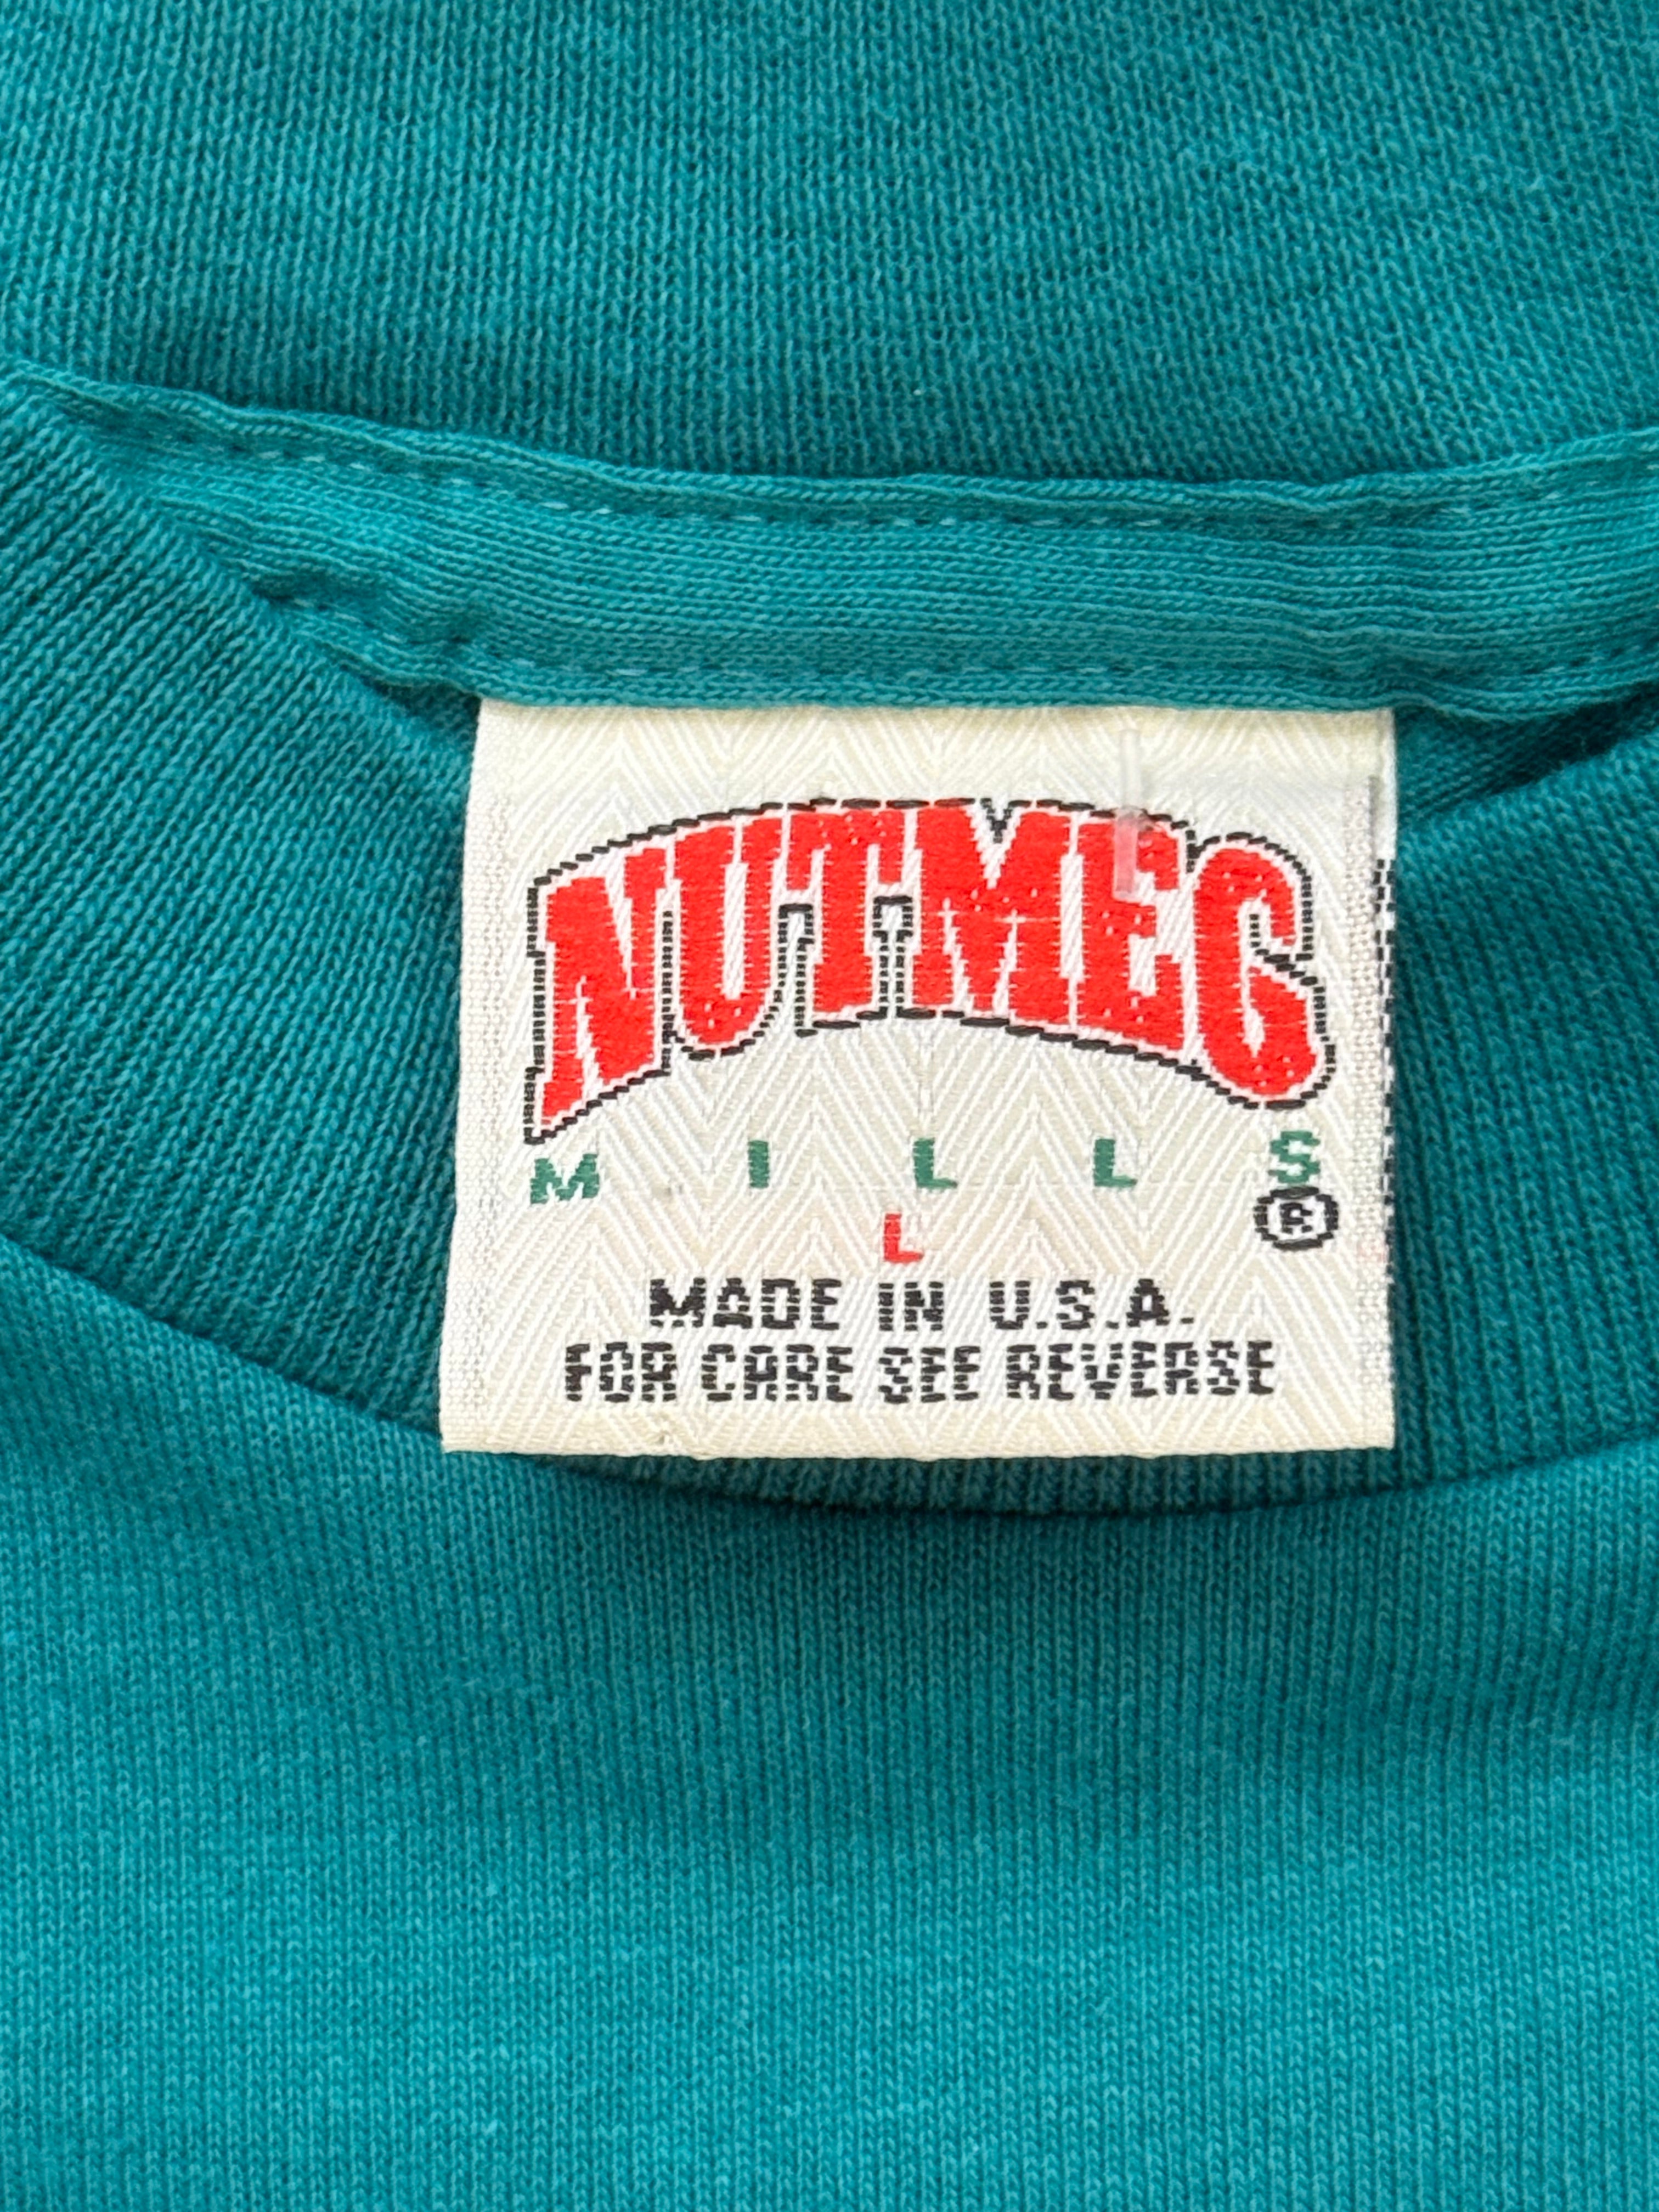 NUTMEG
MILLS
®
L
MADE IN U.S.A.
FOR CARE SEE REVERSE